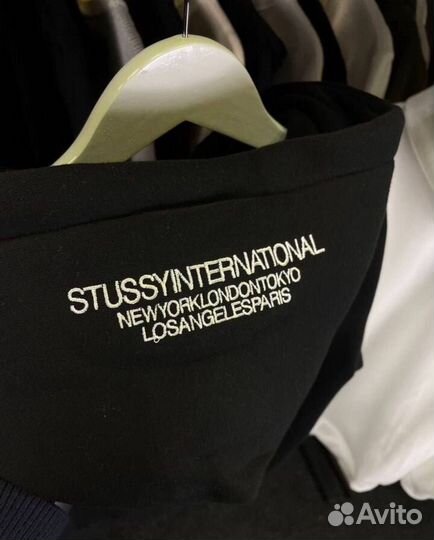 STUSSYINTERNATIONAL
NEWYORKLONDONTOKYO
LOSANGELESPARIS
Avito